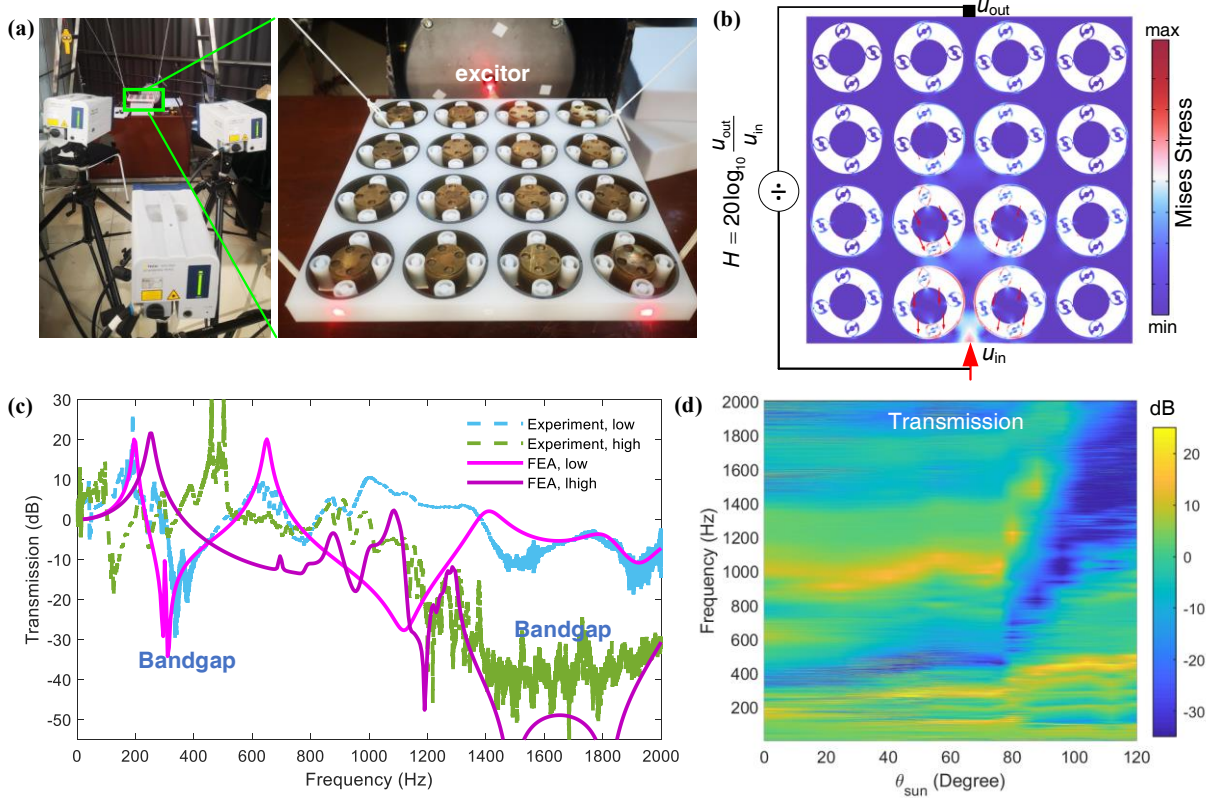 (a)
excitor
(b)
u_out
H = 20log10 u_out / u_in
÷
u_in
max
Mises Stress
min
(c)
30
20
10
0
-10
-20
-30
-40
-50
Transmission (dB)
Experiment, low
Experiment, high
FEA, low
FEA, lhigh
Bandgap
Bandgap
0 200 400 600 800 1000 1200 1400 1600 1800 2000
Frequency (Hz)
(d)
2000
1800
1600
1400
1200
1000
800
600
400
200
Frequency (Hz)
Transmission
0 20 40 60 80 100 120
θsun (Degree)
dB
20
10
0
-10
-20
-30